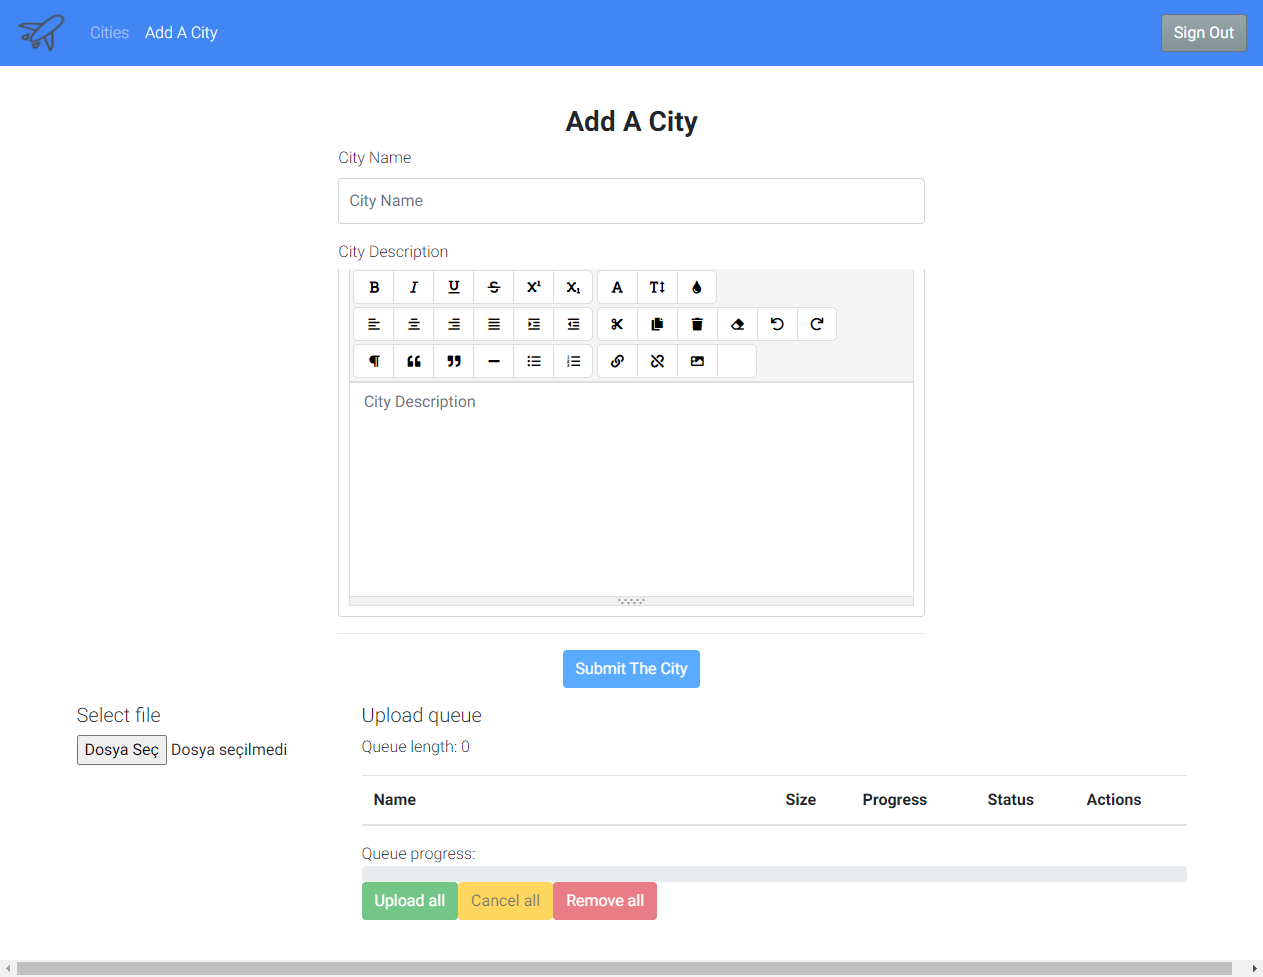 Cities Add A City Sign Out
Add A City
City Name
City Name
City Description
B I U S X¹ X₁ A T
City Description
Submit The City
Select file
Dosya Seç Dosya seçilmedi
Upload queue
Queue length: 0
Name Size Progress Status Actions
Queue progress:
Upload all Cancel all Remove all